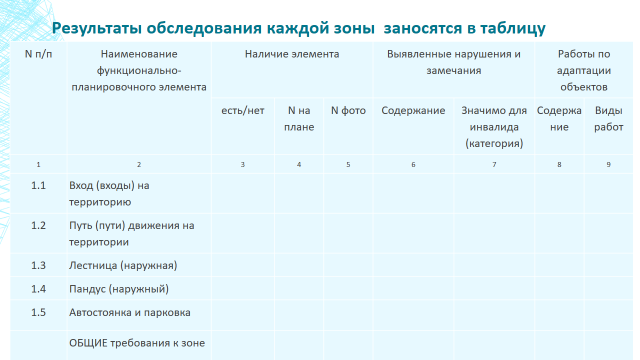 Результаты обследования каждой зоны заносятся в таблицу
N п/п
Наименование
функционально-
планировочного элемента
Наличие элемента
Выявленные нарушения и
замечания
Работы по
адаптации
объектов
есть/нет
N на
плане
N фото
Содержание
Значимо для
инвалида
(категория)
Содержа
ние
Виды
работ
1 2 3 4 5 6 7 8 9
1.1 Вход (входы) на
территорию
1.2 Путь (пути) движения на
территории
1.3 Лестница (наружная)
1.4 Пандус (наружный)
1.5 Автостоянка и парковка
ОБЩИЕ требования к зоне